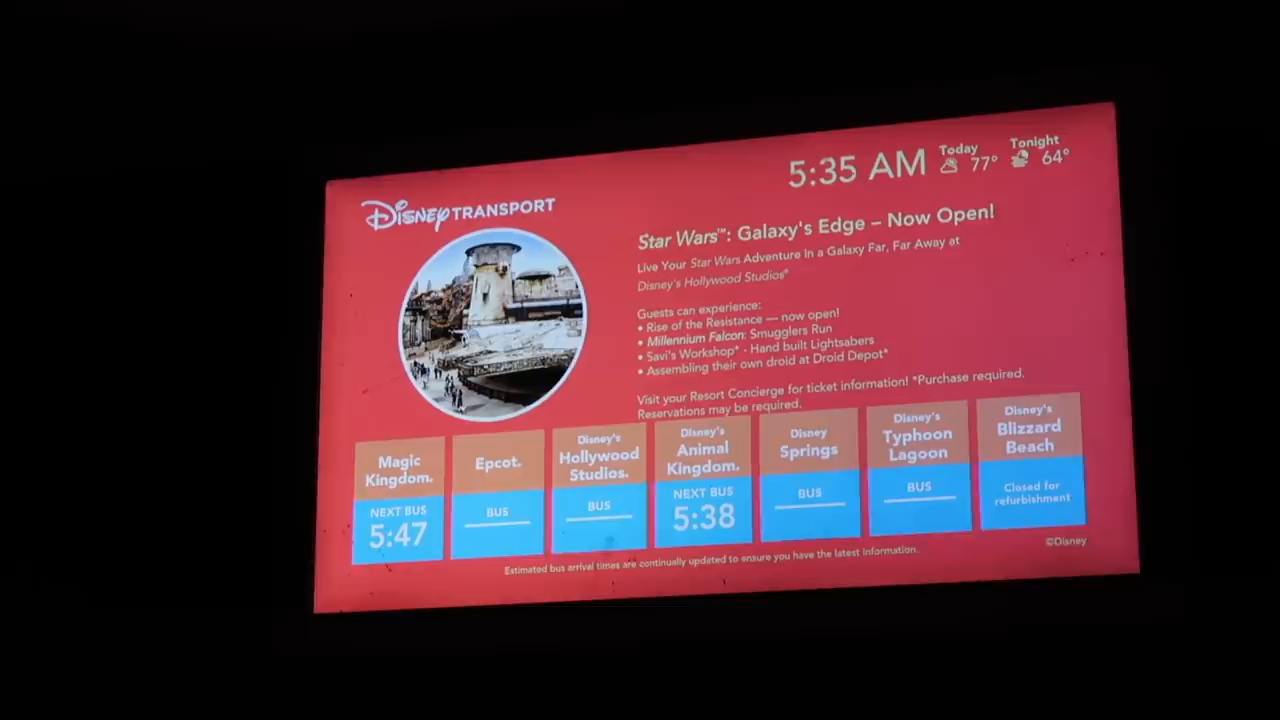 5:35 AM
Today
77°
Tonight
64°
Disney TRANSPORT
Star Wars™: Galaxy's Edge – Now Open!
Live Your Star Wars Adventure in a Galaxy Far, Far Away at
Disney's Hollywood Studios®
Guests can experience:
• Rise of the Resistance — now open!
• Millennium Falcon: Smugglers Run
• Savi's Workshop* - Hand built Lightsabers
• Assembling their own droid at Droid Depot*
Visit your Resort Concierge for ticket information! *Purchase required.
Reservations may be required.
Magic
Kingdom.
NEXT BUS
5:47
Epcot.
BUS
Disney's
Hollywood
Studios.
BUS
Disney's
Animal
Kingdom.
NEXT BUS
5:38
Disney
Springs
BUS
Disney's
Typhoon
Lagoon
BUS
Disney's
Blizzard
Beach
Closed for
refurbishment
Estimated bus arrival times are continually updated to ensure you have the latest information.
©Disney